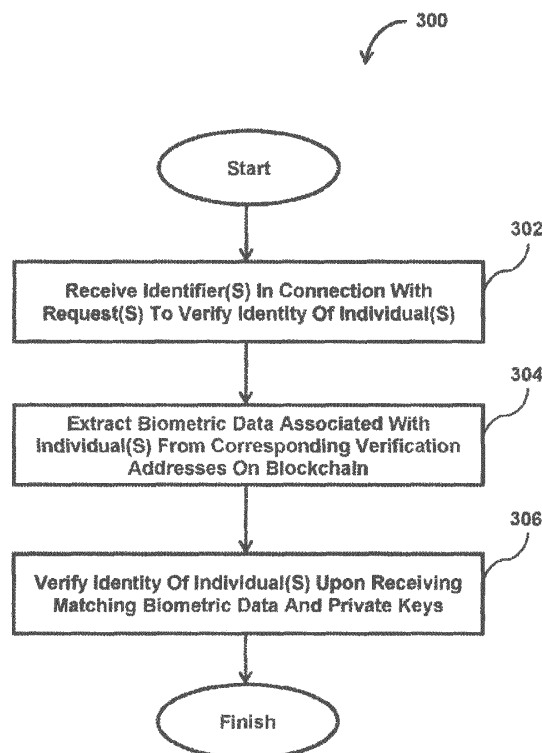 300
Start
302
Receive Identifier(S) In Connection With
Request(S) To Verify Identity Of Individual(S)
304
Extract Biometric Data Associated With
Individual(S) From Corresponding Verification
Addresses On Blockchain
306
Verify Identity Of Individual(S) Upon Receiving
Matching Biometric Data And Private Keys
Finish